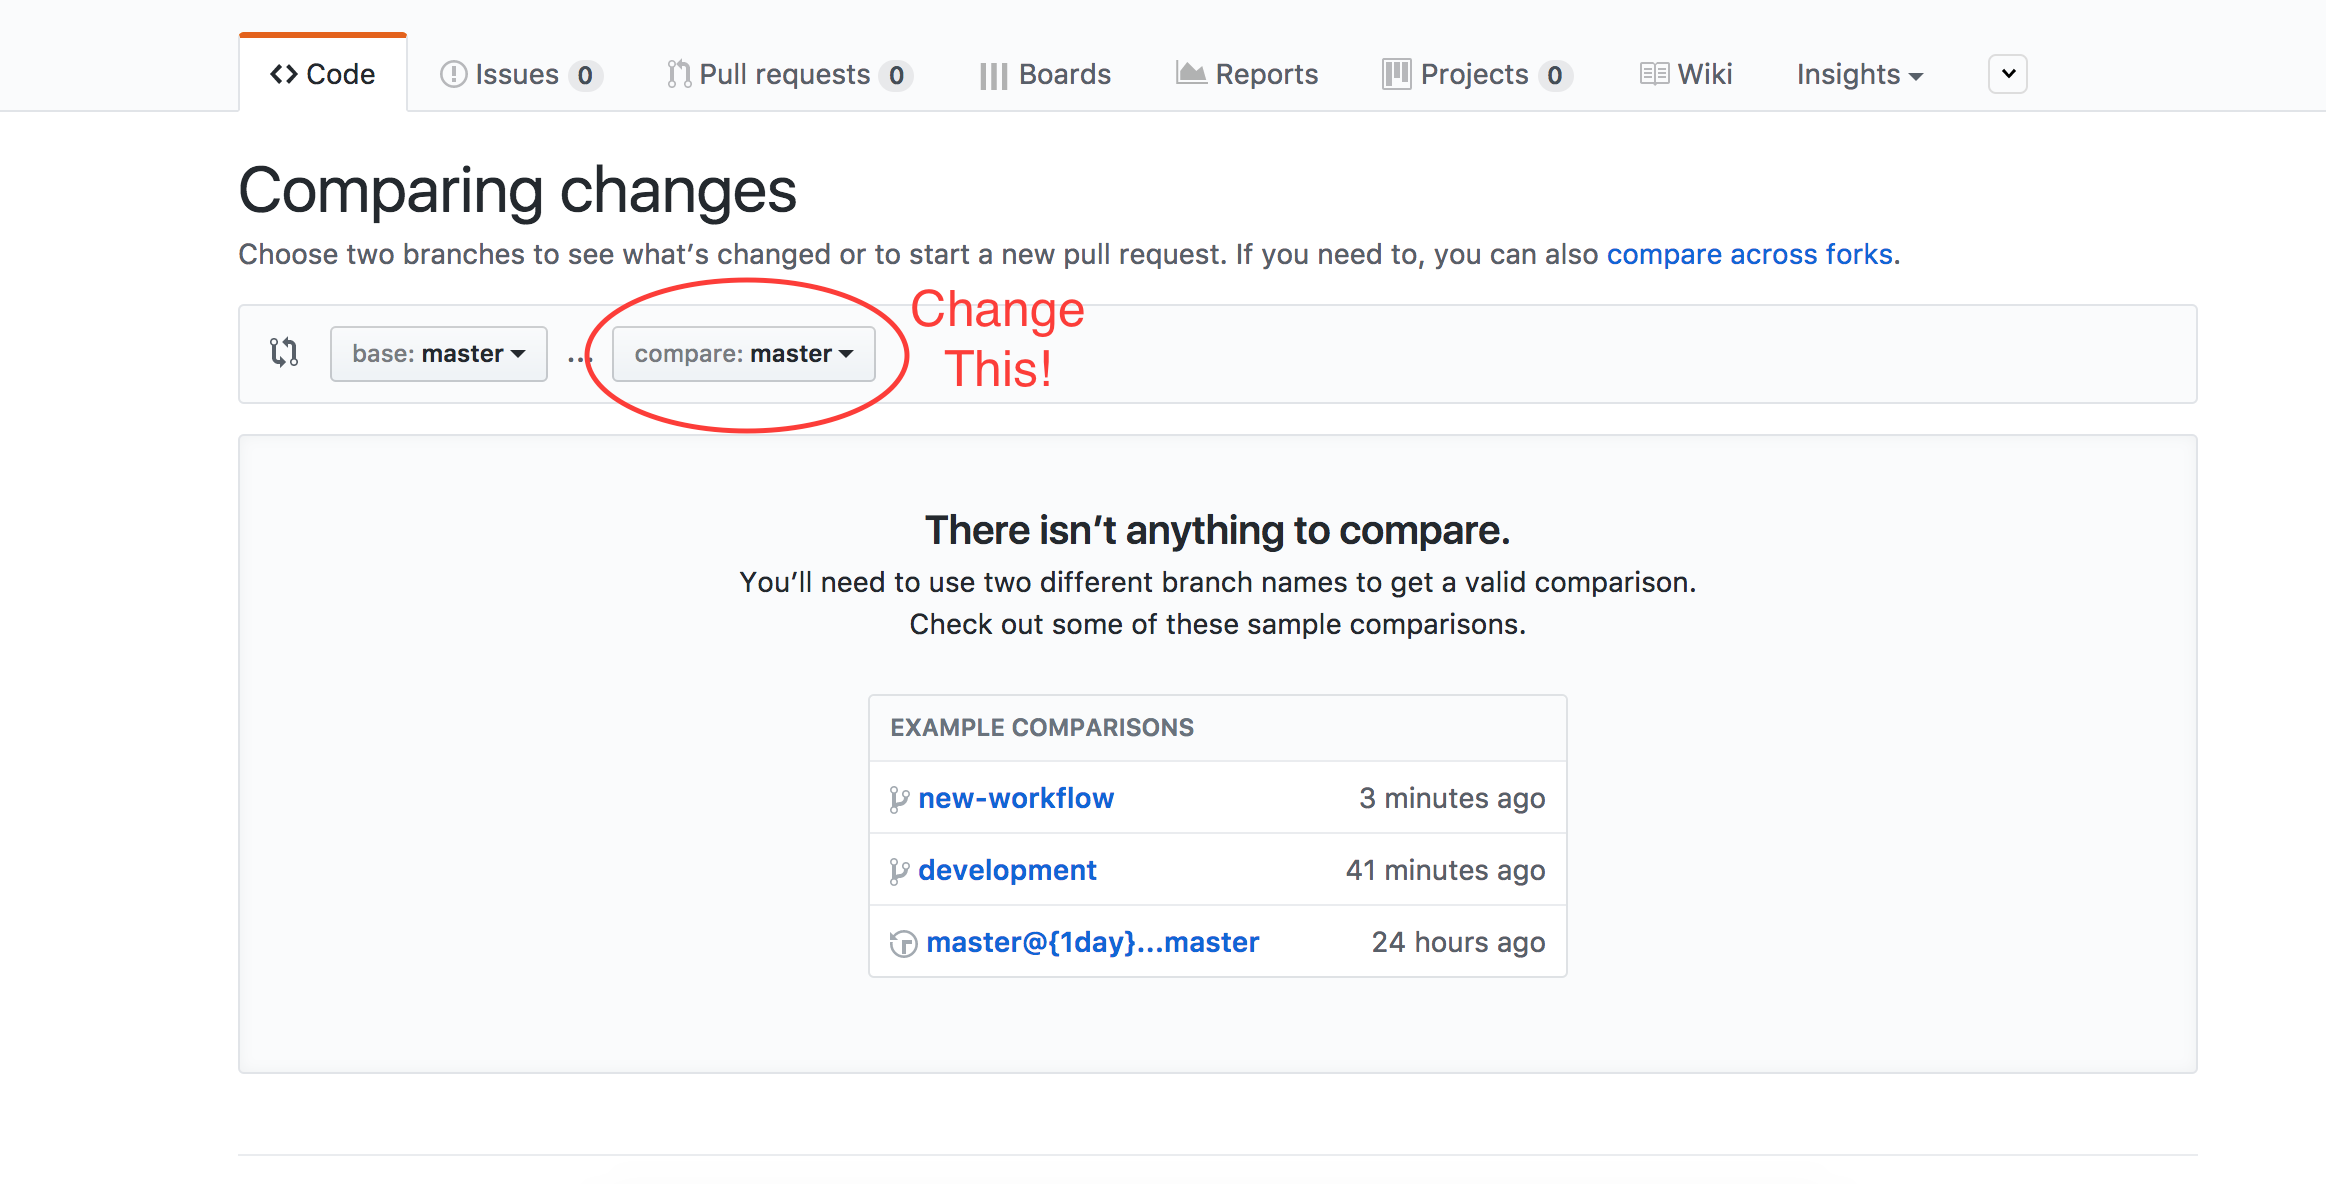 Code Issues 0 Pull requests 0 Boards Reports Projects 0 Wiki Insights
Comparing changes
Choose two branches to see what’s changed or to start a new pull request. If you need to, you can also compare across forks.
base: master ... compare: master
Change
This!
There isn’t anything to compare.
You’ll need to use two different branch names to get a valid comparison.
Check out some of these sample comparisons.
EXAMPLE COMPARISONS
new-workflow 3 minutes ago
development 41 minutes ago
master@{1day}...master 24 hours ago